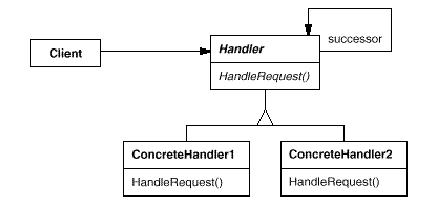 Handler
successor
Client
HandleRequest()
ConcreteHandler1
ConcreteHandler2
HandleRequest()
HandleRequest()